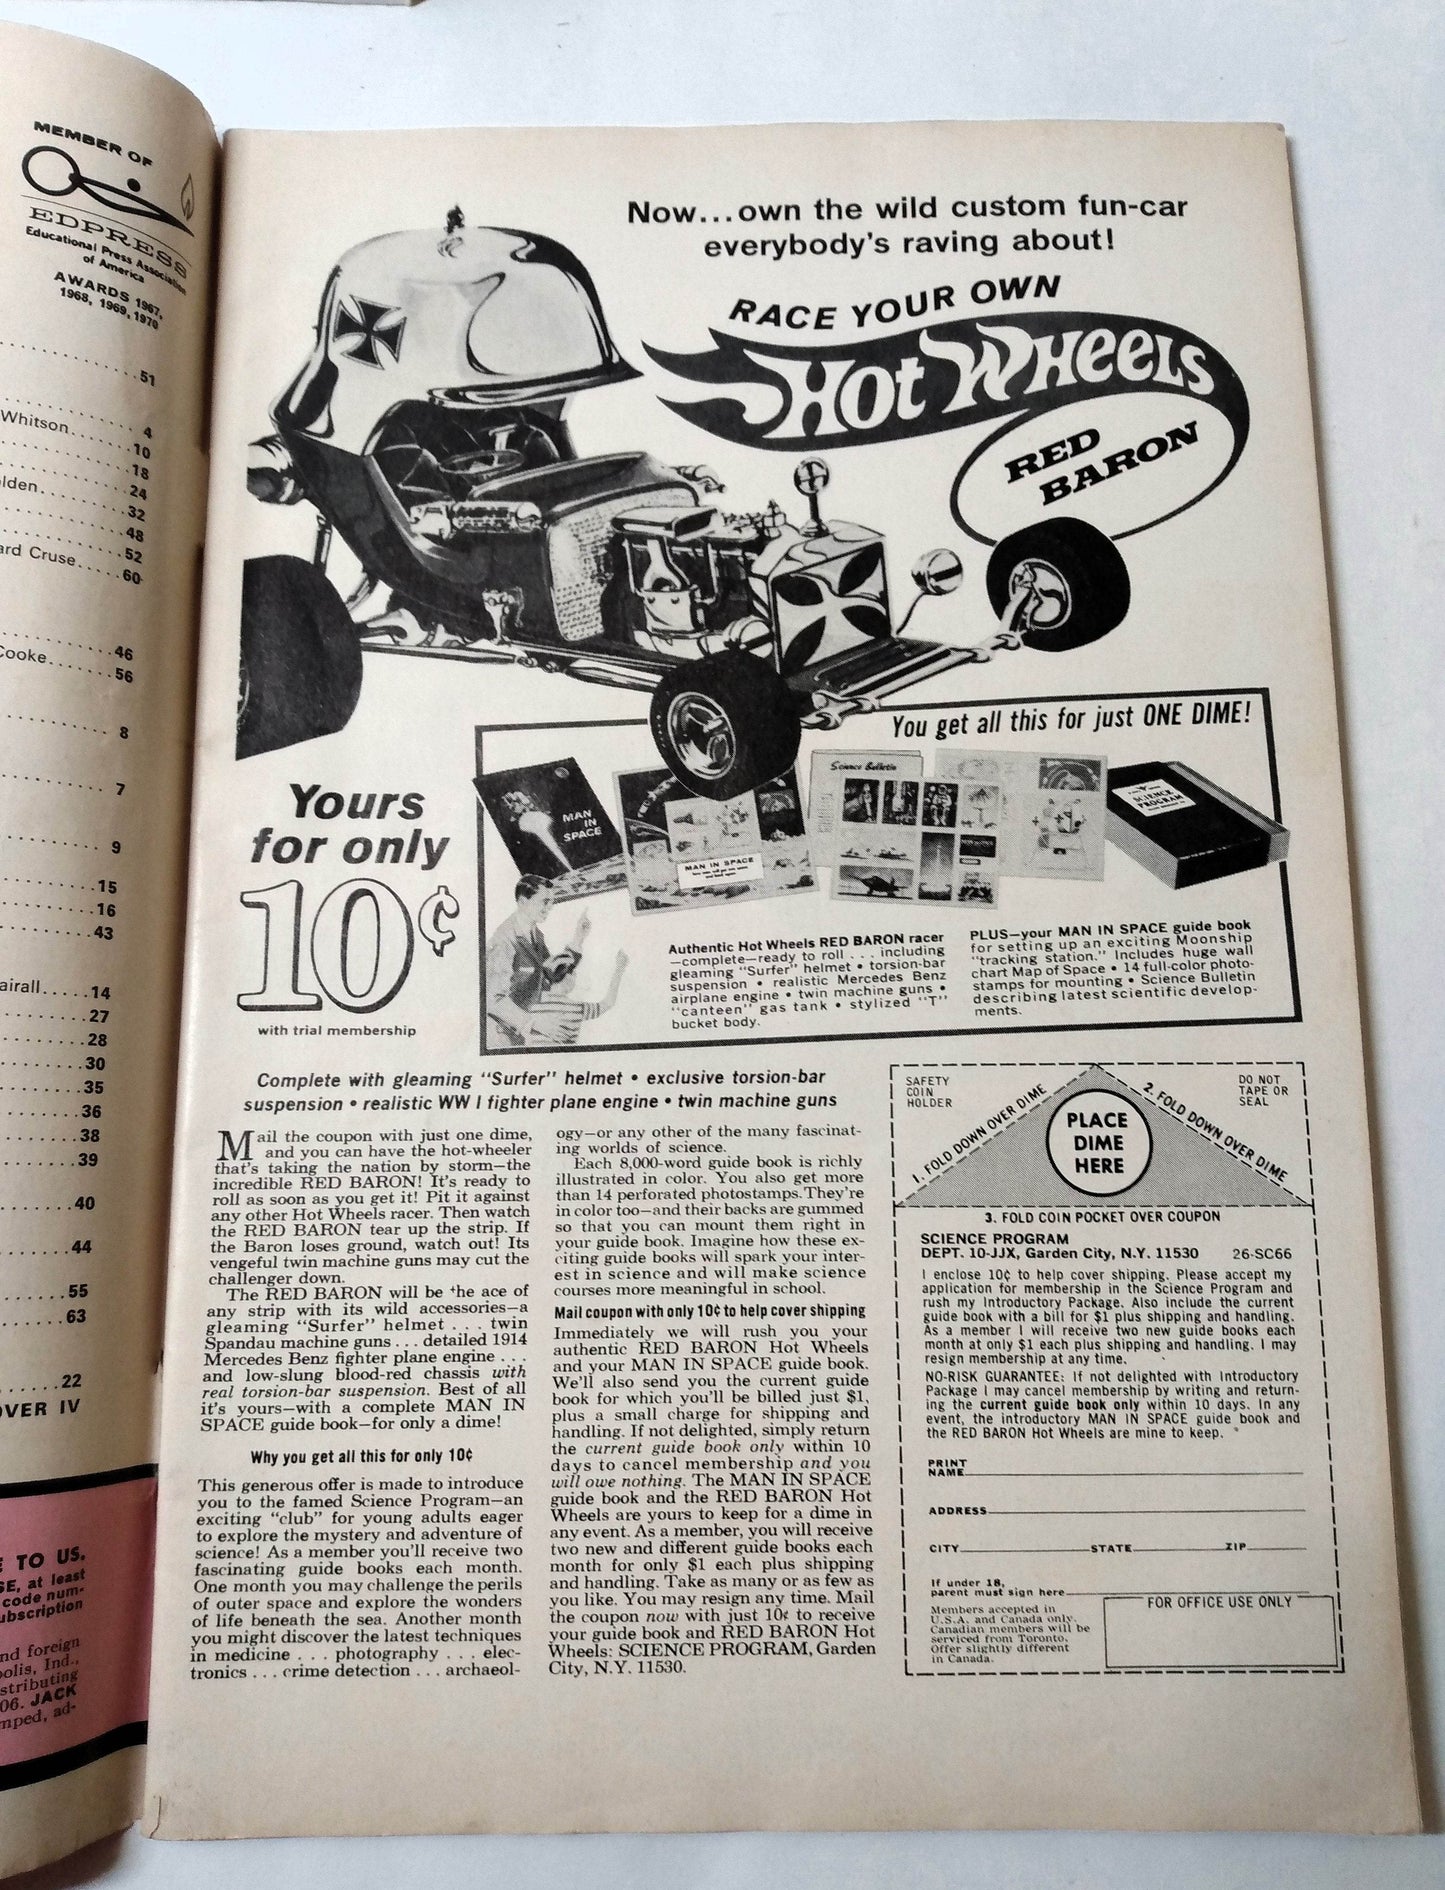 MEMBER OF
EDPRESS
Educational Press Association
of America
AWARDS 1967,
1968, 1969, 1970
51
4
Whitson 10
18
24
lden 32
48
52
ard Cruse 60
46
Cooke 56
8
7
9
15
16
43
airall 14
27
28
30
35
36
38
39
40
44
55
63
22
OVER IV
TO US.
SE, at least
code num-
ubscription
nd foreign
polis, Ind.,
stributing
06. JACK
mped, ad-
Now...own the wild custom fun-car
everybody's raving about!
RACE YOUR OWN
HOT WHEELS
RED
BARON
You get all this for just ONE DIME!
MAN
IN
SPACE
MAN IN SPACE
Science Bulletin
SCIENCE
PROGRAM
Yours
for only
10¢
with trial membership
Authentic Hot Wheels RED BARON racer
—complete—ready to roll . . . including
gleaming "Surfer" helmet • torsion-bar
suspension • realistic Mercedes Benz
airplane engine • twin machine guns •
"canteen" gas tank • stylized "T"
bucket body.
PLUS—your MAN IN SPACE guide book
for setting up an exciting Moonship
"tracking station." Includes huge wall
chart Map of Space • 14 full-color photo-
stamps for mounting • Science Bulletin
describing latest scientific develop-
ments.
Complete with gleaming "Surfer" helmet • exclusive torsion-bar
suspension • realistic WW I fighter plane engine • twin machine guns
Mail the coupon with just one dime,
and you can have the hot-wheeler
that's taking the nation by storm—the
incredible RED BARON! It's ready to
roll as soon as you get it! Pit it against
any other Hot Wheels racer. Then watch
the RED BARON tear up the strip. If
the Baron loses ground, watch out! Its
vengeful twin machine guns may cut the
challenger down.
The RED BARON will be the ace of
any strip with its wild accessories—a
gleaming "Surfer" helmet . . . twin
Spandau machine guns . . . detailed 1914
Mercedes Benz fighter plane engine . . .
and low-slung blood-red chassis with
real torsion-bar suspension. Best of all
it's yours—with a complete MAN IN
SPACE guide book—for only a dime!
Why you get all this for only 10¢
This generous offer is made to introduce
you to the famed Science Program—an
exciting "club" for young adults eager
to explore the mystery and adventure of
science! As a member you'll receive two
fascinating guide books each month.
One month you may challenge the perils
of outer space and explore the wonders
of life beneath the sea. Another month
you might discover the latest techniques
in medicine . . . photography . . . elec-
tronics . . . crime detection . . . archaeol-
ogy—or any other of the many fascinat-
ing worlds of science.
Each 8,000-word guide book is richly
illustrated in color. You also get more
than 14 perforated photostamps. They're
in color too—and their backs are gummed
so that you can mount them right in
your guide book. Imagine how these ex-
citing guide books will spark your inter-
est in science and will make science
courses more meaningful in school.
Mail coupon with only 10¢ to help cover shipping
Immediately we will rush you your
authentic RED BARON Hot Wheels
and your MAN IN SPACE guide book.
We'll also send you the current guide
book for which you'll be billed just $1,
plus a small charge for shipping and
handling. If not delighted, simply return
the current guide book only within 10
days to cancel membership and you
will owe nothing. The MAN IN SPACE
guide book and the RED BARON Hot
Wheels are yours to keep for a dime in
any event. As a member, you will receive
two new and different guide books each
month for only $1 each plus shipping
and handling. Take as many or as few as
you like. You may resign any time. Mail
the coupon now with just 10¢ to receive
your guide book and RED BARON Hot
Wheels: SCIENCE PROGRAM, Garden
City, N.Y. 11530.
SAFETY
COIN
HOLDER
DO NOT
TAPE OR
SEAL
1. FOLD DOWN OVER DIME
2. FOLD DOWN OVER DIME
PLACE
DIME
HERE
3. FOLD COIN POCKET OVER COUPON
SCIENCE PROGRAM
DEPT. 10-JJX, Garden City, N.Y. 11530 26-SC66
I enclose 10¢ to help cover shipping. Please accept my
application for membership in the Science Program and
rush my Introductory Package. Also include the current
guide book with a bill for $1 plus shipping and handling.
As a member I will receive two new guide books each
month at only $1 each plus shipping and handling. I may
resign membership at any time.
NO-RISK GUARANTEE: If not delighted with Introductory
Package I may cancel membership by writing and return-
ing the current guide book only within 10 days. In any
event, the introductory MAN IN SPACE guide book and
the RED BARON Hot Wheels are mine to keep.
PRINT
NAME
ADDRESS
CITY STATE ZIP
If under 18,
parent must sign here
Members accepted in
U.S.A. and Canada only.
Canadian members will be
serviced from Toronto.
Offer slightly different
in Canada.
FOR OFFICE USE ONLY